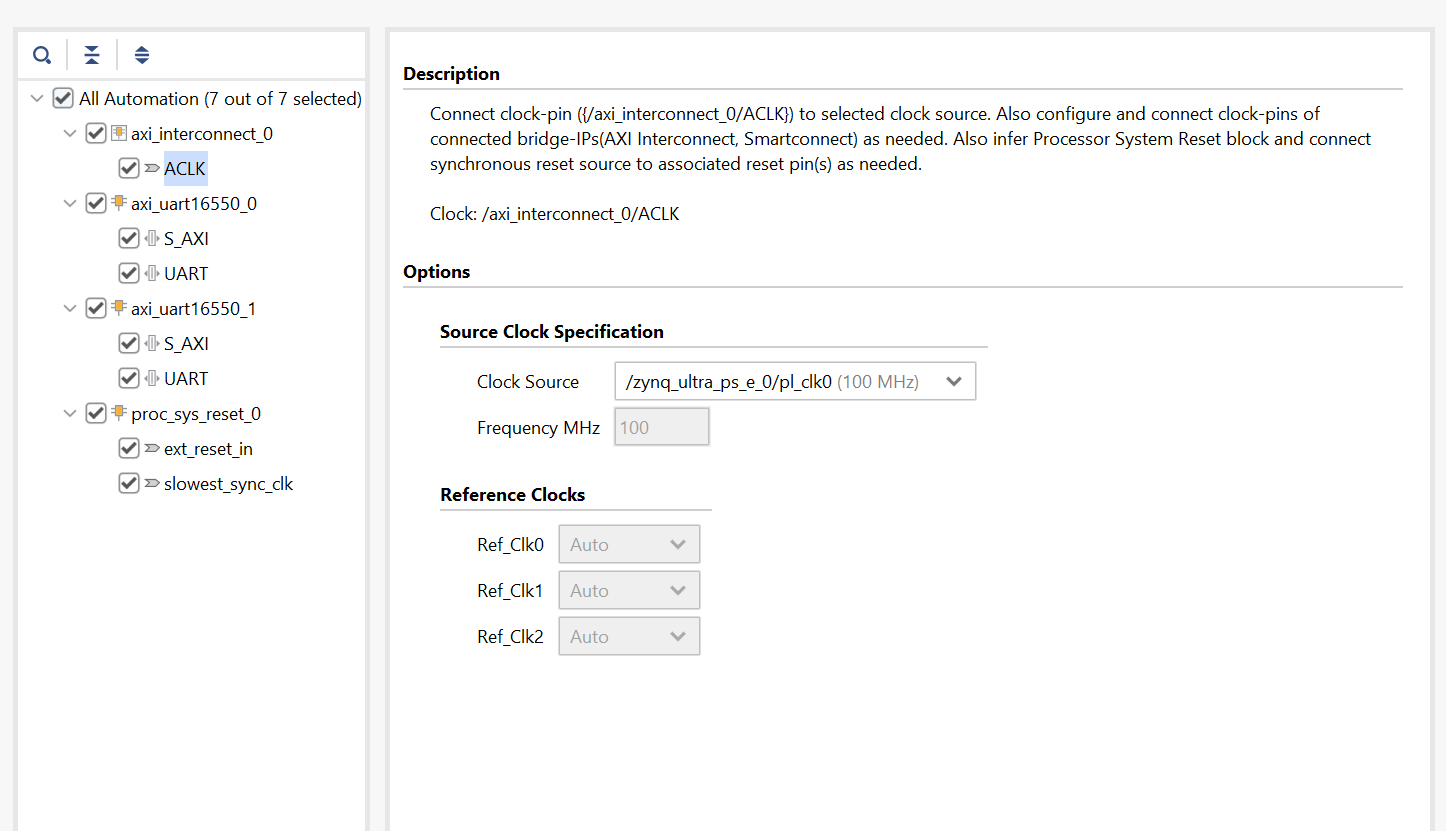 All Automation (7 out of 7 selected)
axi_interconnect_0
ACLK
axi_uart16550_0
S_AXI
UART
axi_uart16550_1
S_AXI
UART
proc_sys_reset_0
ext_reset_in
slowest_sync_clk
Description
Connect clock-pin ({/axi_interconnect_0/ACLK}) to selected clock source. Also configure and connect clock-pins of
connected bridge-IPs(AXI Interconnect, Smartconnect) as needed. Also infer Processor System Reset block and connect
synchronous reset source to associated reset pin(s) as needed.
Clock: /axi_interconnect_0/ACLK
Options
Source Clock Specification
Clock Source /zynq_ultra_ps_e_0/pl_clk0 (100 MHz)
Frequency MHz 100
Reference Clocks
Ref_Clk0 Auto
Ref_Clk1 Auto
Ref_Clk2 Auto